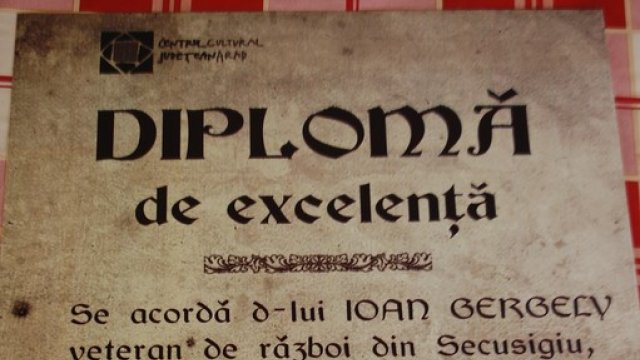 CENTRUL CULTURAL
JUDEȚEAN ARAD
DIPLOMĂ
de excelență
Se acordă d-lui IOAN GERGELY
veteran de război din Secusigiu,